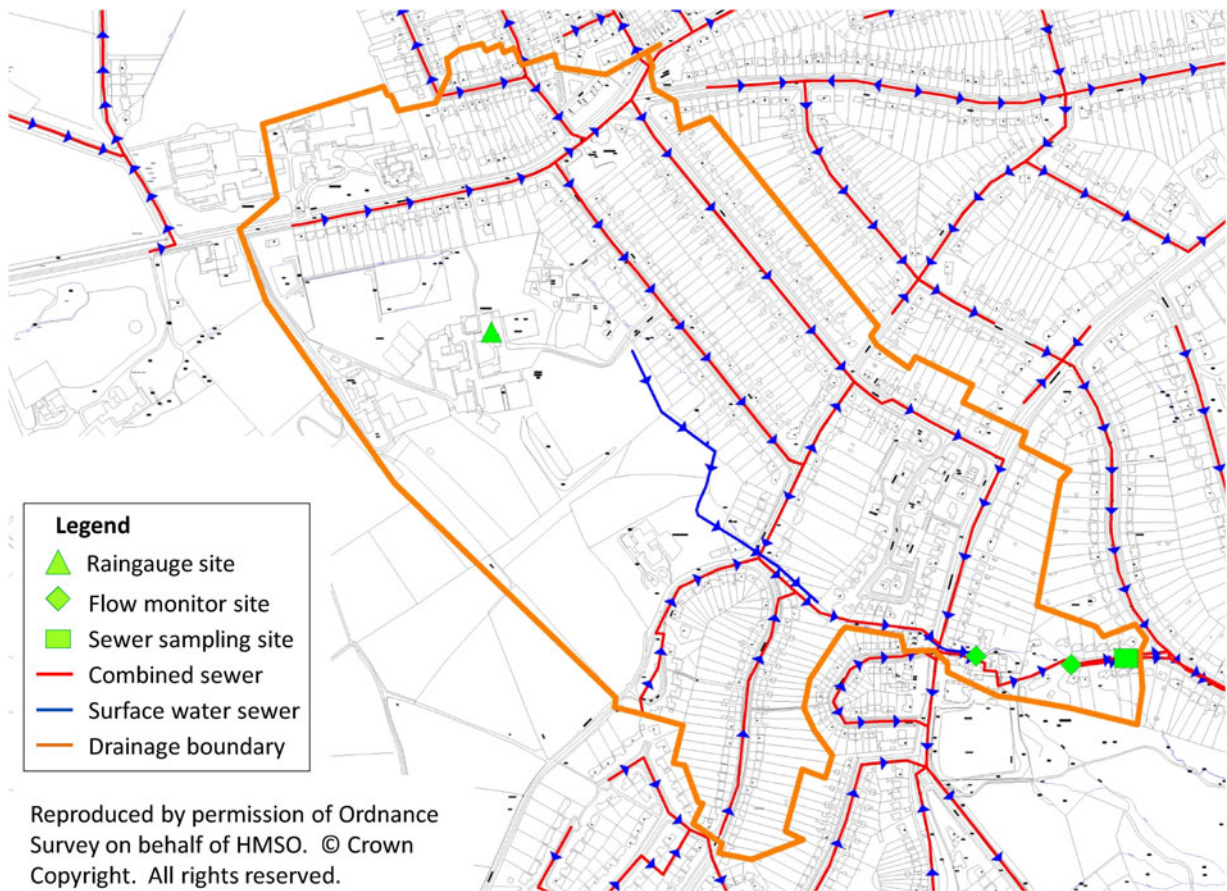 Legend
Raingauge site
Flow monitor site
Sewer sampling site
Combined sewer
Surface water sewer
Drainage boundary
Reproduced by permission of Ordnance
Survey on behalf of HMSO. © Crown
Copyright. All rights reserved.